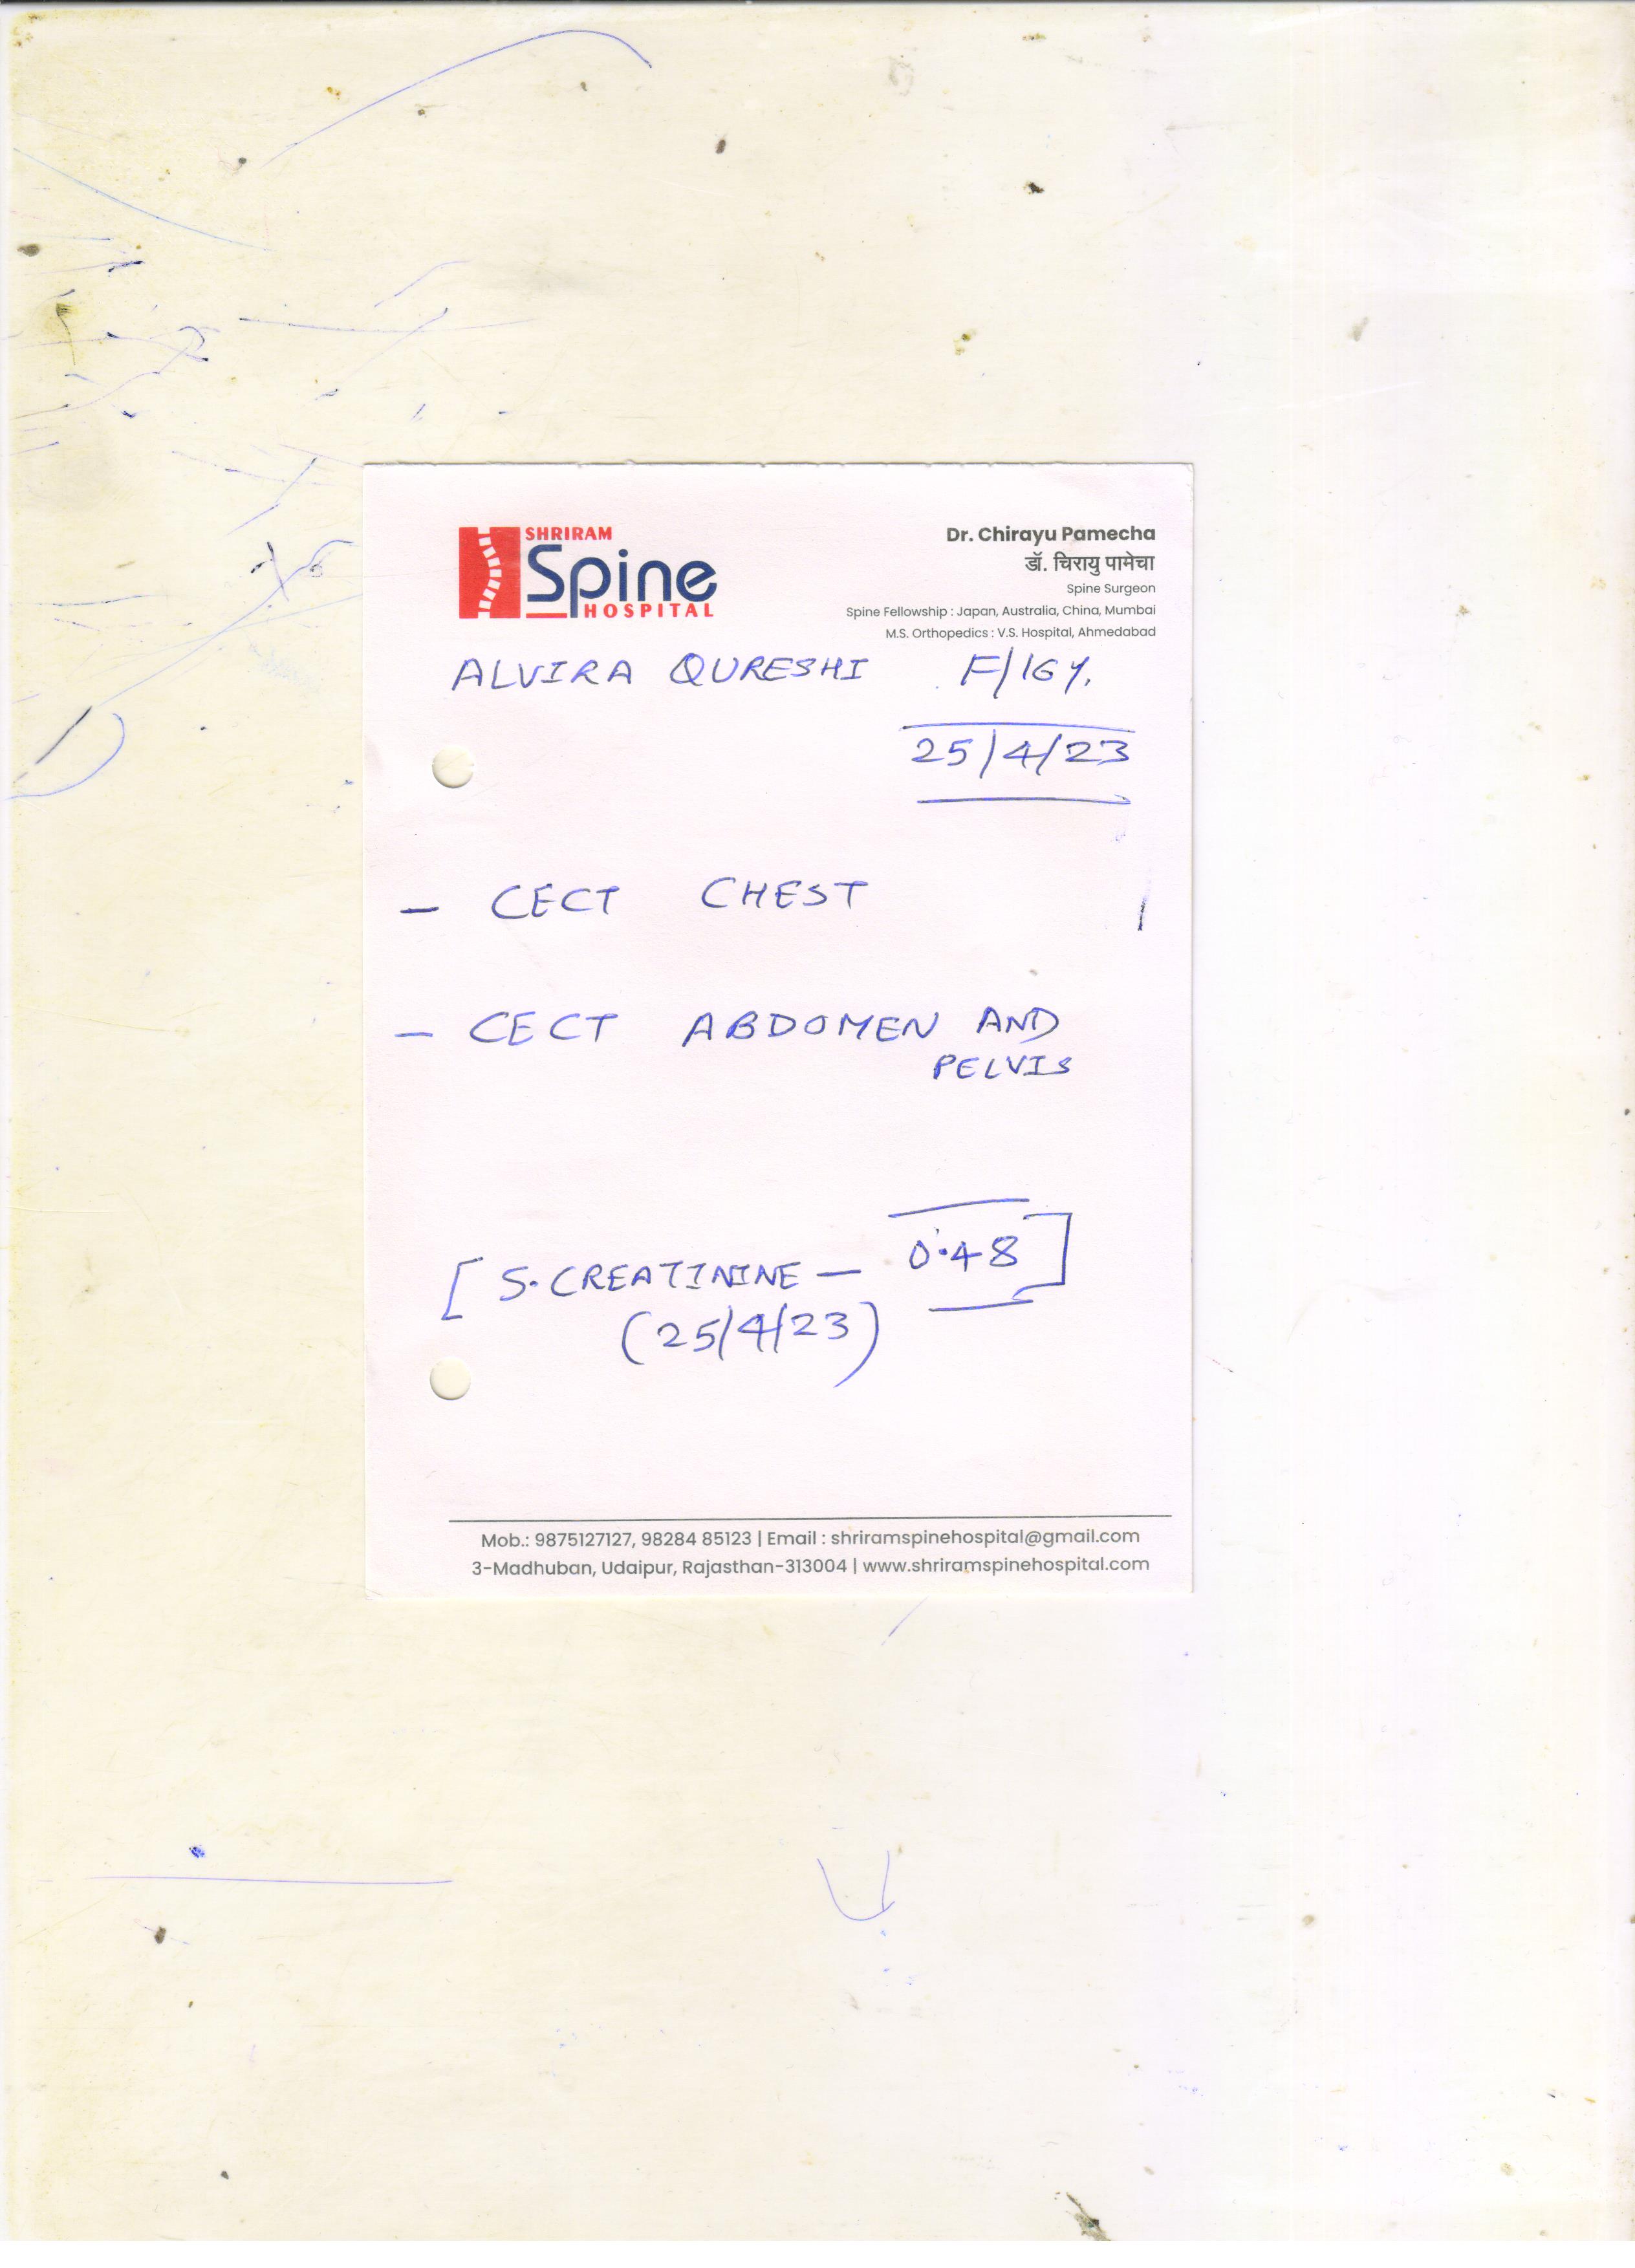 SHRIRAM
Spine
HOSPITAL
Dr. Chirayu Pamecha
डॉ. चिरायु पामेचा
Spine Surgeon
Spine Fellowship : Japan, Australia, China, Mumbai
M.S. Orthopedics : V.S. Hospital, Ahmedabad
ALVIRA QURESHI F/16Y.
25/4/23
- CECT CHEST
- CECT ABDOMEN AND
PELVIS
[ S. CREATININE - 0.48 ]
(25/4/23)
Mob.: 9875127127, 98284 85123 | Email : shriramspinehospital@gmail.com
3-Madhuban, Udaipur, Rajasthan-313004 | www.shriramspinehospital.com